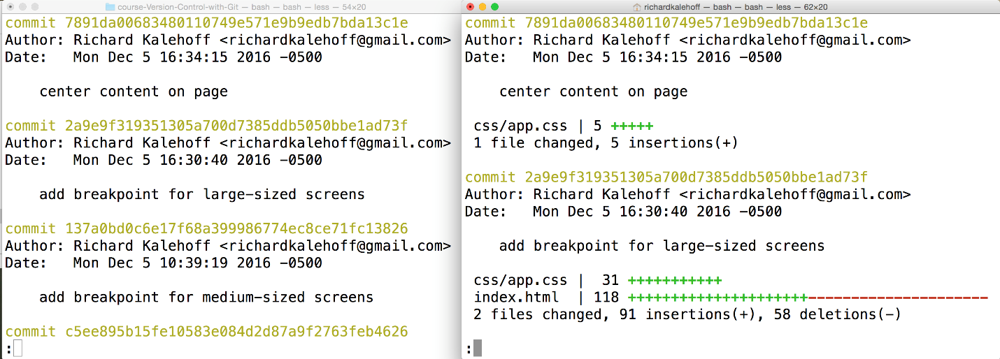 course-Version-Control-with-Git — bash — bash — less — 54×20
commit 7891da00683480110749e571e9b9edb7bda13c1e
Author: Richard Kalehoff <richardkalehoff@gmail.com>
Date:   Mon Dec 5 16:34:15 2016 -0500
    center content on page
commit 2a9e9f319351305a700d7385ddb5050bbe1ad73f
Author: Richard Kalehoff <richardkalehoff@gmail.com>
Date:   Mon Dec 5 16:30:40 2016 -0500
    add breakpoint for large-sized screens
commit 137a0bd0c6e17f68a399986774ec8ce71fc13826
Author: Richard Kalehoff <richardkalehoff@gmail.com>
Date:   Mon Dec 5 10:39:19 2016 -0500
    add breakpoint for medium-sized screens
commit c5ee895b15fe10583e084d2d87a9f2763feb4626
:
richardkalehoff — bash — bash — less — 62×20
commit 7891da00683480110749e571e9b9edb7bda13c1e
Author: Richard Kalehoff <richardkalehoff@gmail.com>
Date:   Mon Dec 5 16:34:15 2016 -0500
    center content on page
 css/app.css | 5 +++++
 1 file changed, 5 insertions(+)
commit 2a9e9f319351305a700d7385ddb5050bbe1ad73f
Author: Richard Kalehoff <richardkalehoff@gmail.com>
Date:   Mon Dec 5 16:30:40 2016 -0500
    add breakpoint for large-sized screens
 css/app.css |  31 +++++++++++
 index.html  | 118 +++++++++++++++++++++---------------------
 2 files changed, 91 insertions(+), 58 deletions(-)
: